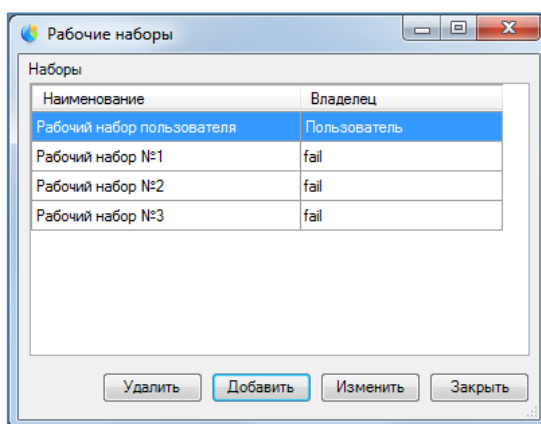 Рабочие наборы
Наборы
Наименование Владелец
Рабочий набор пользователя Пользователь
Рабочий набор №1 fail
Рабочий набор №2 fail
Рабочий набор №3 fail
Удалить Добавить Изменить Закрыть